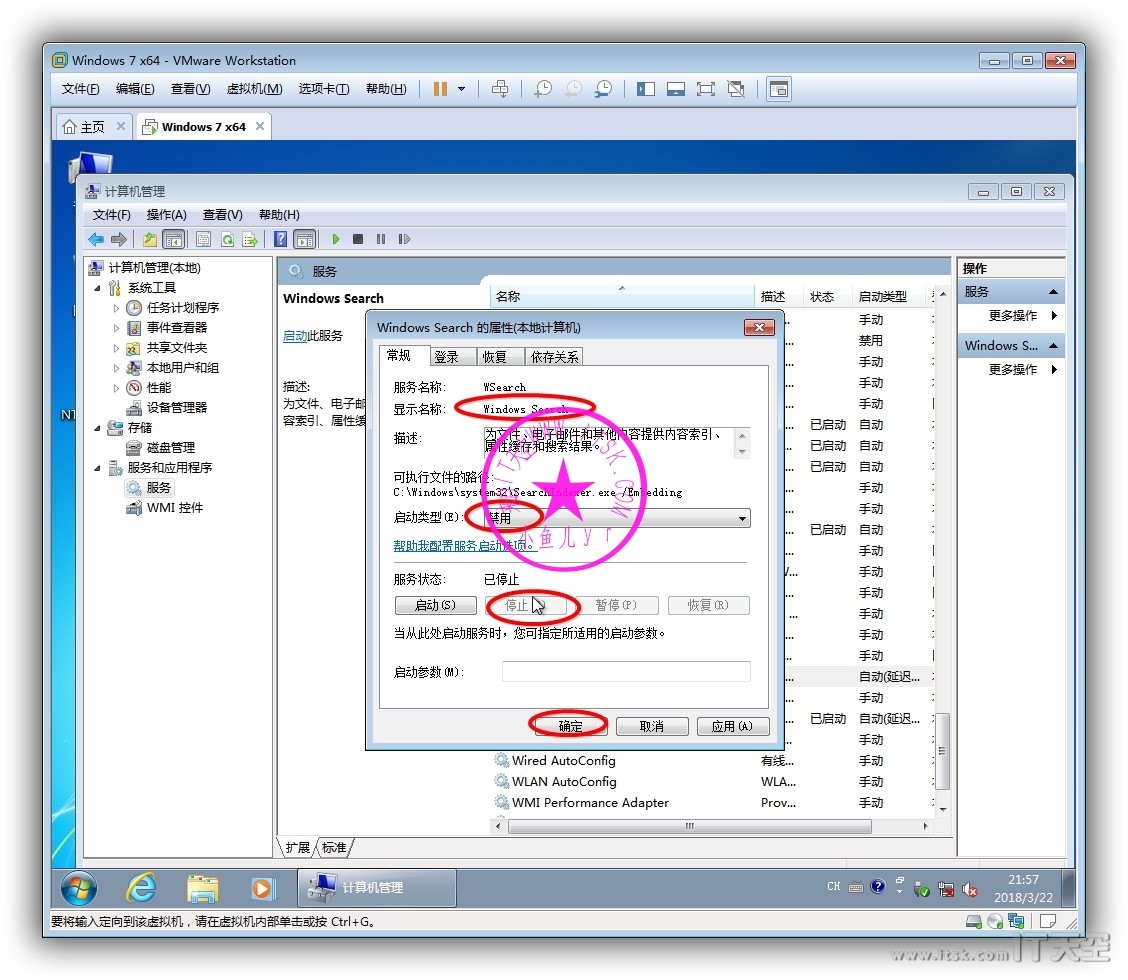 Windows 7 x64 - VMware Workstation
文件(F) 编辑(E) 查看(V) 虚拟机(M) 选项卡(T) 帮助(H)
主页 Windows 7 x64
计算机管理
文件(F) 操作(A) 查看(V) 帮助(H)
计算机管理(本地)
系统工具
任务计划程序
事件查看器
共享文件夹
本地用户和组
性能
设备管理器
存储
磁盘管理
服务和应用程序
服务
WMI 控件
服务
Windows Search
启动此服务
描述:
为文件、电子邮
容索引、属性缓
名称 描述 状态 启动类型
手动
禁用
手动
手动
手动
已启动 自动
已启动 自动
已启动 自动
手动
手动
已启动 自动
手动
手动
手动
手动
手动
手动
自动(延迟...
手动
已启动 自动(延迟...
手动
Wired AutoConfig 有线... 手动
WLAN AutoConfig WLA... 手动
WMI Performance Adapter Prov... 手动
扩展 标准
操作
服务
更多操作
Windows S...
更多操作
Windows Search 的属性(本地计算机)
常规 登录 恢复 依存关系
服务名称: WSearch
显示名称: Windows Search
描述: 为文件、电子邮件和其他内容提供内容索引、
属性缓存和搜索结果。
可执行文件的路径:
C:\Windows\system32\SearchIndexer.exe /Embedding
启动类型(E): 禁用
帮助我配置服务启动选项。
服务状态: 已停止
启动(S) 停止 暂停(P) 恢复(R)
当从此处启动服务时，您可指定所适用的启动参数。
启动参数(M):
确定 取消 应用(A)
小鱼儿yr
NT
计算机管理
CH
21:57
2018/3/22
要将输入定向到该虚拟机，请在虚拟机内部单击或按 Ctrl+G。
www.itsk.com IT天空